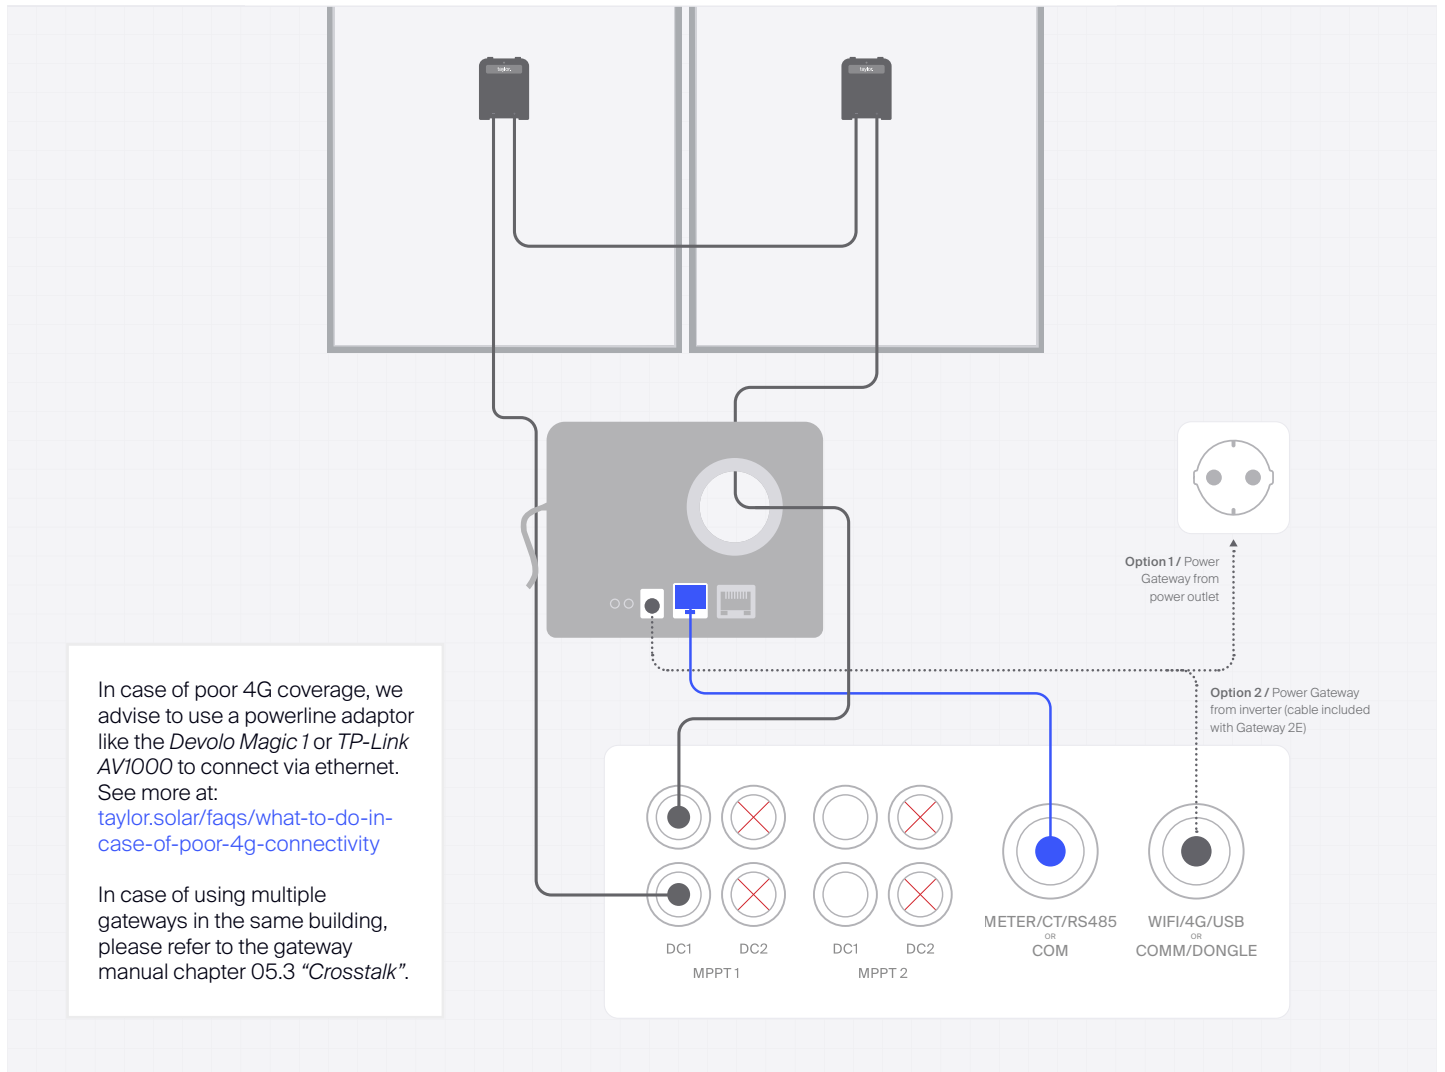 taylor.
taylor.
Option 1 / Power
Gateway from
power outlet
Option 2 / Power Gateway
from inverter (cable included
with Gateway 2E)
In case of poor 4G coverage, we
advise to use a powerline adaptor
like the Devolo Magic 1 or TP-Link
AV1000 to connect via ethernet.
See more at:
taylor.solar/faqs/what-to-do-in-
case-of-poor-4g-connectivity
In case of using multiple
gateways in the same building,
please refer to the gateway
manual chapter 05.3 “Crosstalk”.
METER/CT/RS485
OR
COM
WIFI/4G/USB
OR
COMM/DONGLE
DC1 DC2 DC1 DC2
MPPT 1 MPPT 2